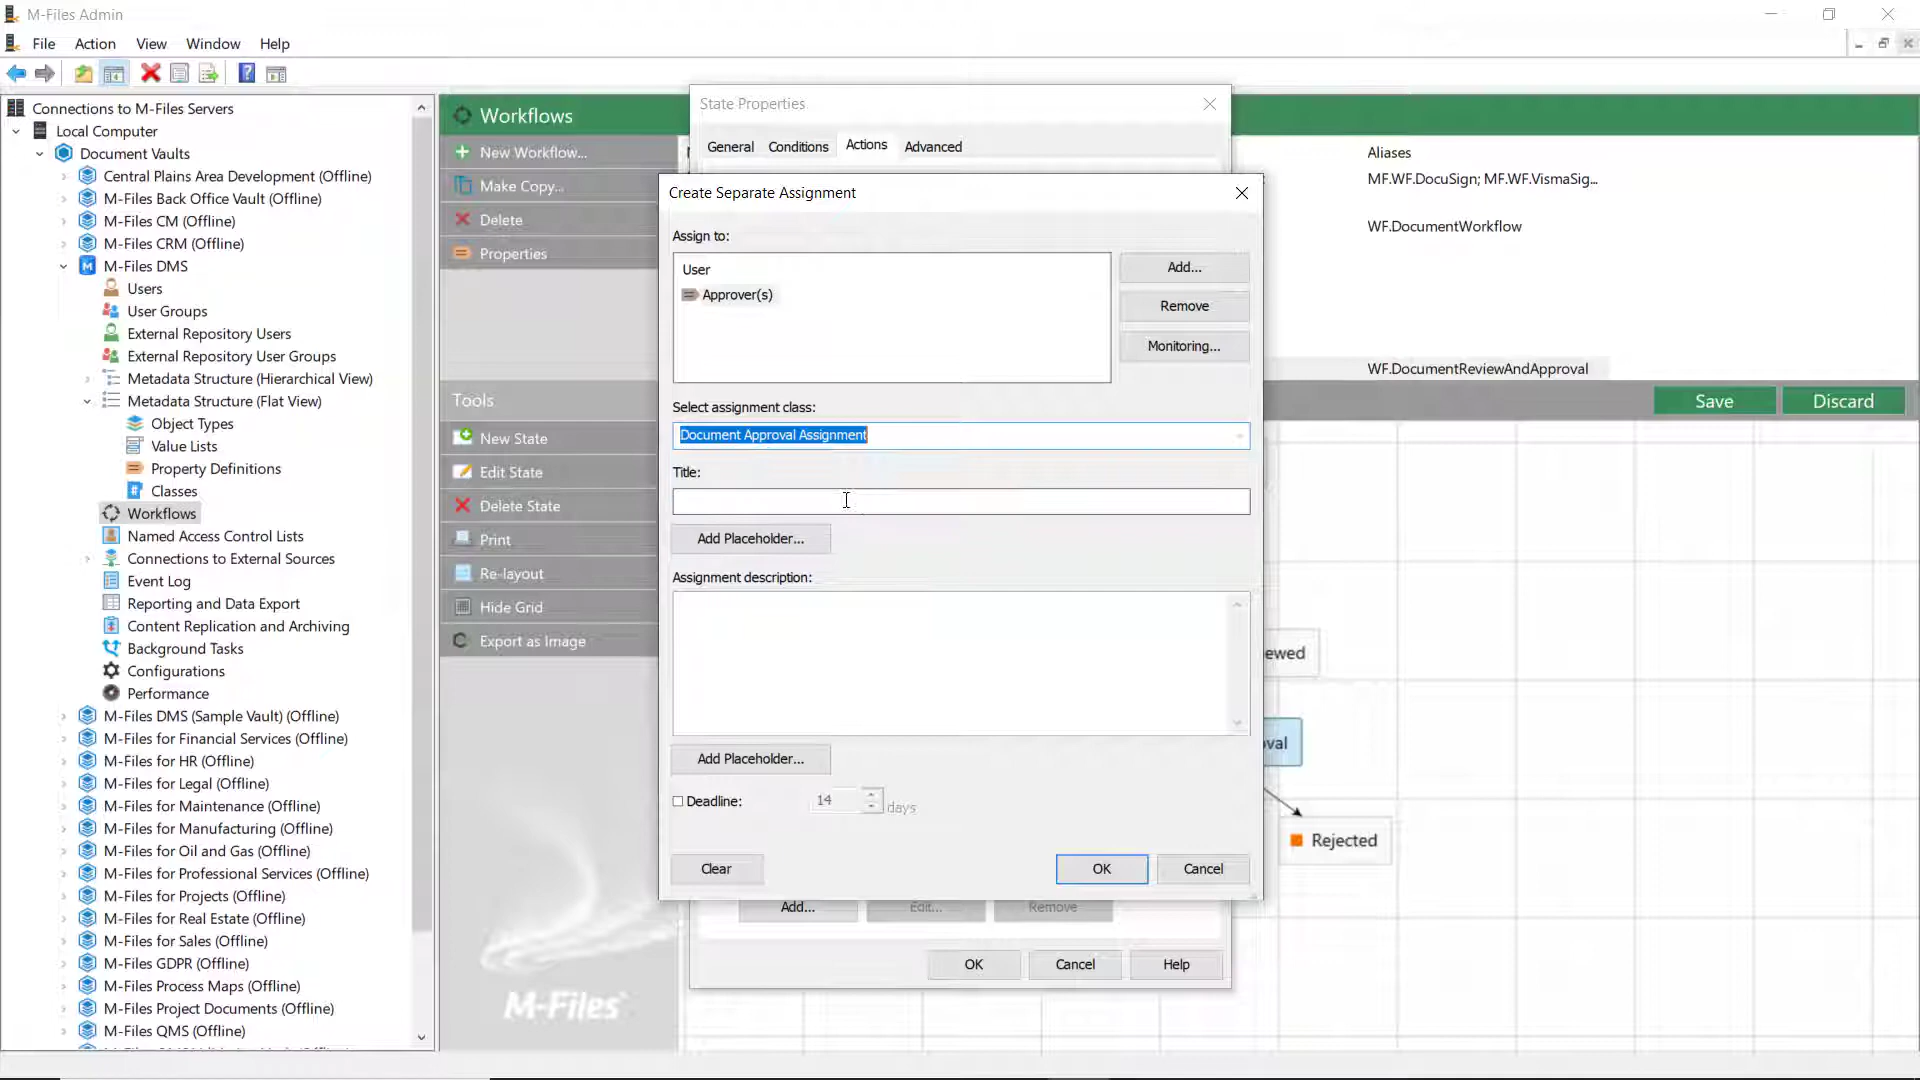 M-Files Admin
File Action View Window Help
Connections to M-Files Servers
Local Computer
Document Vaults
Central Plains Area Development (Offline)
M-Files Back Office Vault (Offline)
M-Files CM (Offline)
M-Files CRM (Offline)
M-Files DMS
Users
User Groups
External Repository Users
External Repository User Groups
Metadata Structure (Hierarchical View)
Metadata Structure (Flat View)
Object Types
Value Lists
Property Definitions
Classes
Workflows
Named Access Control Lists
Connections to External Sources
Event Log
Reporting and Data Export
Content Replication and Archiving
Background Tasks
Configurations
Performance
M-Files DMS (Sample Vault) (Offline)
M-Files for Financial Services (Offline)
M-Files for HR (Offline)
M-Files for Legal (Offline)
M-Files for Maintenance (Offline)
M-Files for Manufacturing (Offline)
M-Files for Oil and Gas (Offline)
M-Files for Professional Services (Offline)
M-Files for Projects (Offline)
M-Files for Real Estate (Offline)
M-Files for Sales (Offline)
M-Files GDPR (Offline)
M-Files Process Maps (Offline)
M-Files Project Documents (Offline)
M-Files QMS (Offline)
Workflows
New Workflow...
Make Copy...
Delete
Properties
Tools
New State
Edit State
Delete State
Print
Re-layout
Hide Grid
Export as Image
M-Files
State Properties
General Conditions Actions Advanced
Create Separate Assignment
Assign to:
User
Approver(s)
Add...
Remove
Monitoring...
Select assignment class:
Document Approval Assignment
Title:
Add Placeholder...
Assignment description:
Add Placeholder...
Deadline: 14 days
Clear OK Cancel
Add... Edit... Remove
OK Cancel Help
Aliases
MF.WF.DocuSign; MF.WF.VismaSig...
WF.DocumentWorkflow
WF.DocumentReviewAndApproval
Save Discard
ewed
val
Rejected